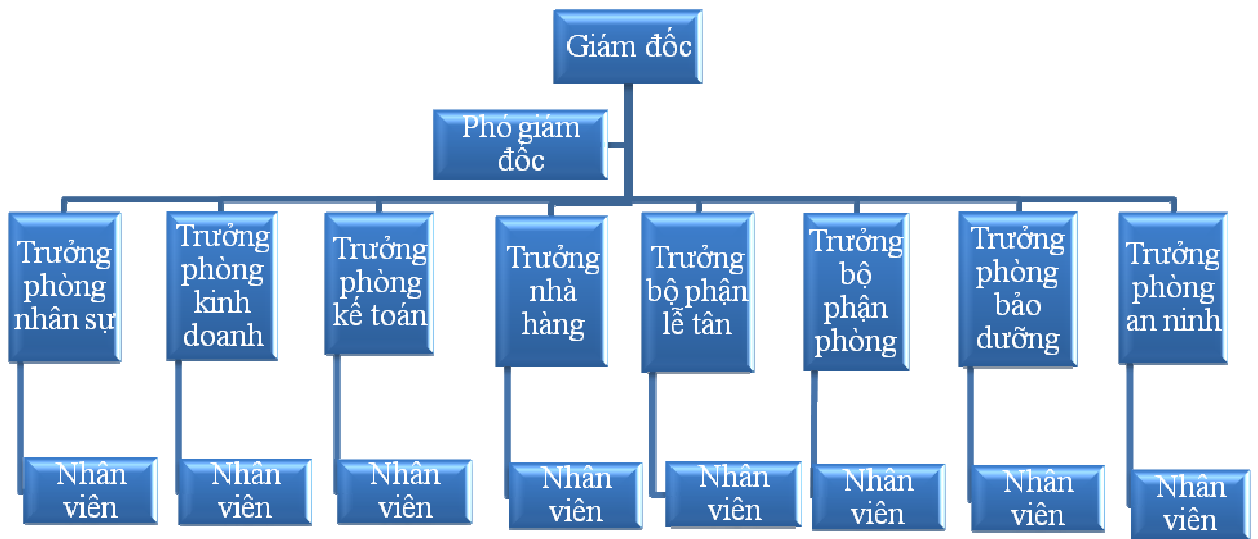 Giám đốc
Phó giám
đốc
Trưởng
phòng
nhân sự
Trưởng
phòng
kinh
doanh
Trưởng
phòng
kế toán
Trưởng
nhà
hàng
Trưởng
bộ phận
lễ tân
Trưởng
bộ
phận
phòng
Trưởng
phòng
bảo
dưỡng
Trưởng
phòng
an ninh
Nhân
viên
Nhân
viên
Nhân
viên
Nhân
viên
Nhân
viên
Nhân
viên
Nhân
viên
Nhân
viên